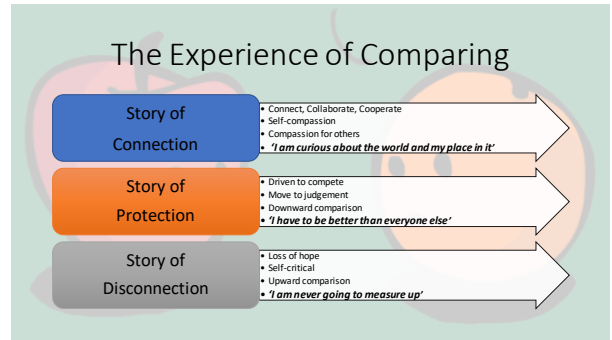 The Experience of Comparing
Story of
Connection
• Connect, Collaborate, Cooperate
• Self-compassion
• Compassion for others
• 'I am curious about the world and my place in it'
Story of
Protection
• Driven to compete
• Move to judgement
• Downward comparison
• 'I have to be better than everyone else'
Story of
Disconnection
• Loss of hope
• Self-critical
• Upward comparison
• 'I am never going to measure up'